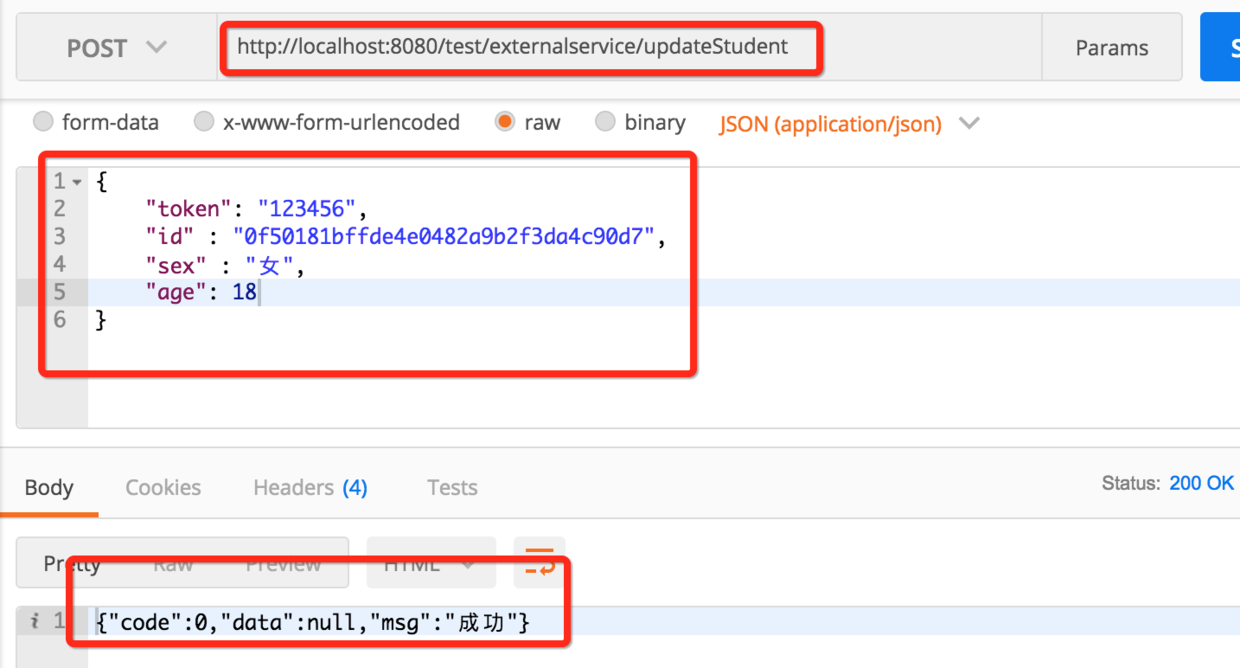 POST http://localhost:8080/test/externalservice/updateStudent Params S
form-data x-www-form-urlencoded raw binary JSON (application/json)
1 {
2 "token": "123456",
3 "id" : "0f50181bffde4e0482a9b2f3da4c90d7",
4 "sex" : "女",
5 "age": 18
6 }
Body Cookies Headers (4) Tests Status: 200 OK
Pretty Raw Preview HTML
i 1 {"code":0,"data":null,"msg":"成功"}